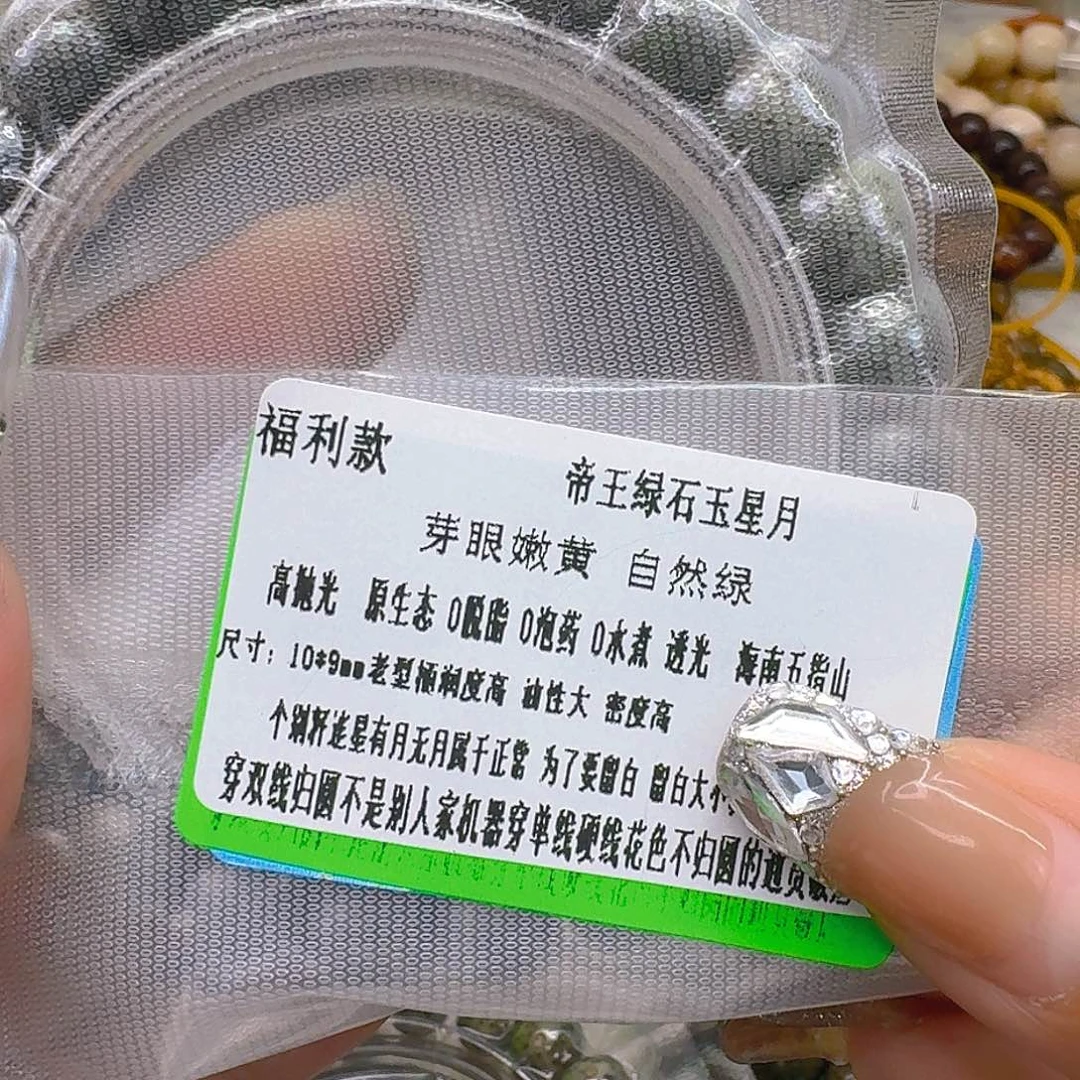 福利款
帝王绿石玉星月
芽眼嫩黄 自然绿
高抛光 原生态 0脱脂 0泡药 0水煮 透光 海南五指山
尺寸：10*9mm老型桶润度高 油性大 密度高
个别籽连星有月无月属于正常 为了要留白 留白大
穿双线归圆不是别人家机器穿单线硬线花色不归圆的通货